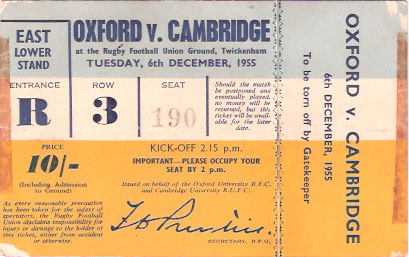 EAST
LOWER
STAND
OXFORD v. CAMBRIDGE
at the Rugby Football Union Ground, Twickenham
TUESDAY, 6th DECEMBER, 1955
ENTRANCE
R
ROW
3
SEAT
190
Should the match
be postponed and
eventually played,
no money will be
returned, but this
ticket will be avail-
able for the later
date.
PRICE
10/-
(Including Admission
to Ground)
KICK-OFF 2.15 p.m.
IMPORTANT—PLEASE OCCUPY YOUR
SEAT BY 2 p.m.
Issued on behalf of the Oxford University R.F.C.
and Cambridge University R.U.F.C.
As every reasonable precaution
has been taken for the safety of
spectators, the Rugby Football
Union disclaims responsibility for
injury or damage to the holder of
this ticket, either from accident
or otherwise.
SECRETARY, R.F.U.
OXFORD v. CAMBRIDGE
6th DECEMBER, 1955
To be torn off by Gatekeeper